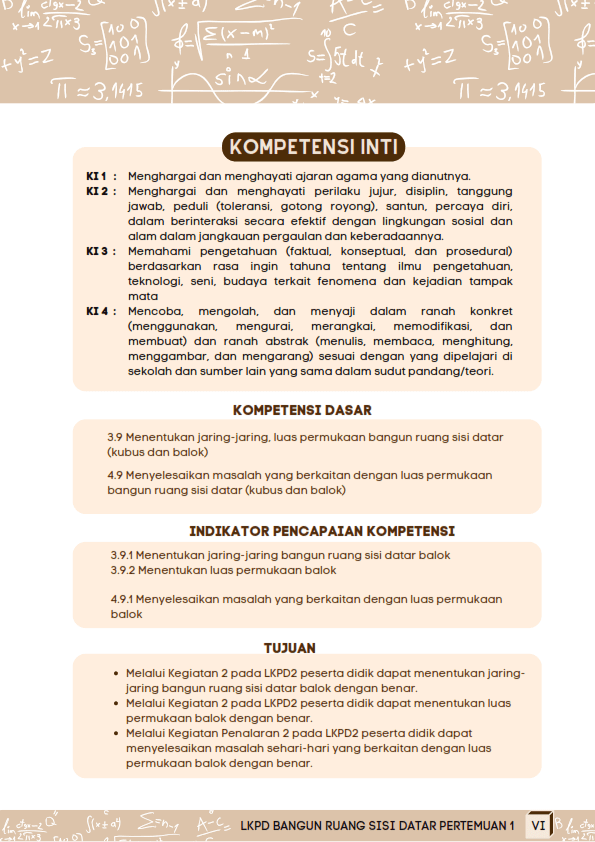 KOMPETENSI INTI
KI 1 : Menghargai dan menghayati ajaran agama yang dianutnya.
KI 2 : Menghargai dan menghayati perilaku jujur, disiplin, tanggung
jawab, peduli (toleransi, gotong royong), santun, percaya diri,
dalam berinteraksi secara efektif dengan lingkungan sosial dan
alam dalam jangkauan pergaulan dan keberadaannya.
KI 3 : Memahami pengetahuan (faktual, konseptual, dan prosedural)
berdasarkan rasa ingin tahuna tentang ilmu pengetahuan,
teknologi, seni, budaya terkait fenomena dan kejadian tampak
mata
KI 4 : Mencoba, mengolah, dan menyaji dalam ranah konkret
(menggunakan, mengurai, merangkai, memodifikasi, dan
membuat) dan ranah abstrak (menulis, membaca, menghitung,
menggambar, dan mengarang) sesuai dengan yang dipelajari di
sekolah dan sumber lain yang sama dalam sudut pandang/teori.
KOMPETENSI DASAR
3.9 Menentukan jaring-jaring, luas permukaan bangun ruang sisi datar
(kubus dan balok)
4.9 Menyelesaikan masalah yang berkaitan dengan luas permukaan
bangun ruang sisi datar (kubus dan balok)
INDIKATOR PENCAPAIAN KOMPETENSI
3.9.1 Menentukan jaring-jaring bangun ruang sisi datar balok
3.9.2 Menentukan luas permukaan balok
4.9.1 Menyelesaikan masalah yang berkaitan dengan luas permukaan
balok
TUJUAN
• Melalui Kegiatan 2 pada LKPD2 peserta didik dapat menentukan jaring-
jaring bangun ruang sisi datar balok dengan benar.
• Melalui Kegiatan 2 pada LKPD2 peserta didik dapat menentukan luas
permukaan balok dengan benar.
• Melalui Kegiatan Penalaran 2 pada LKPD2 peserta didik dapat
menyelesaikan masalah sehari-hari yang berkaitan dengan luas
permukaan balok dengan benar.
LKPD BANGUN RUANG SISI DATAR PERTEMUAN 1 VI